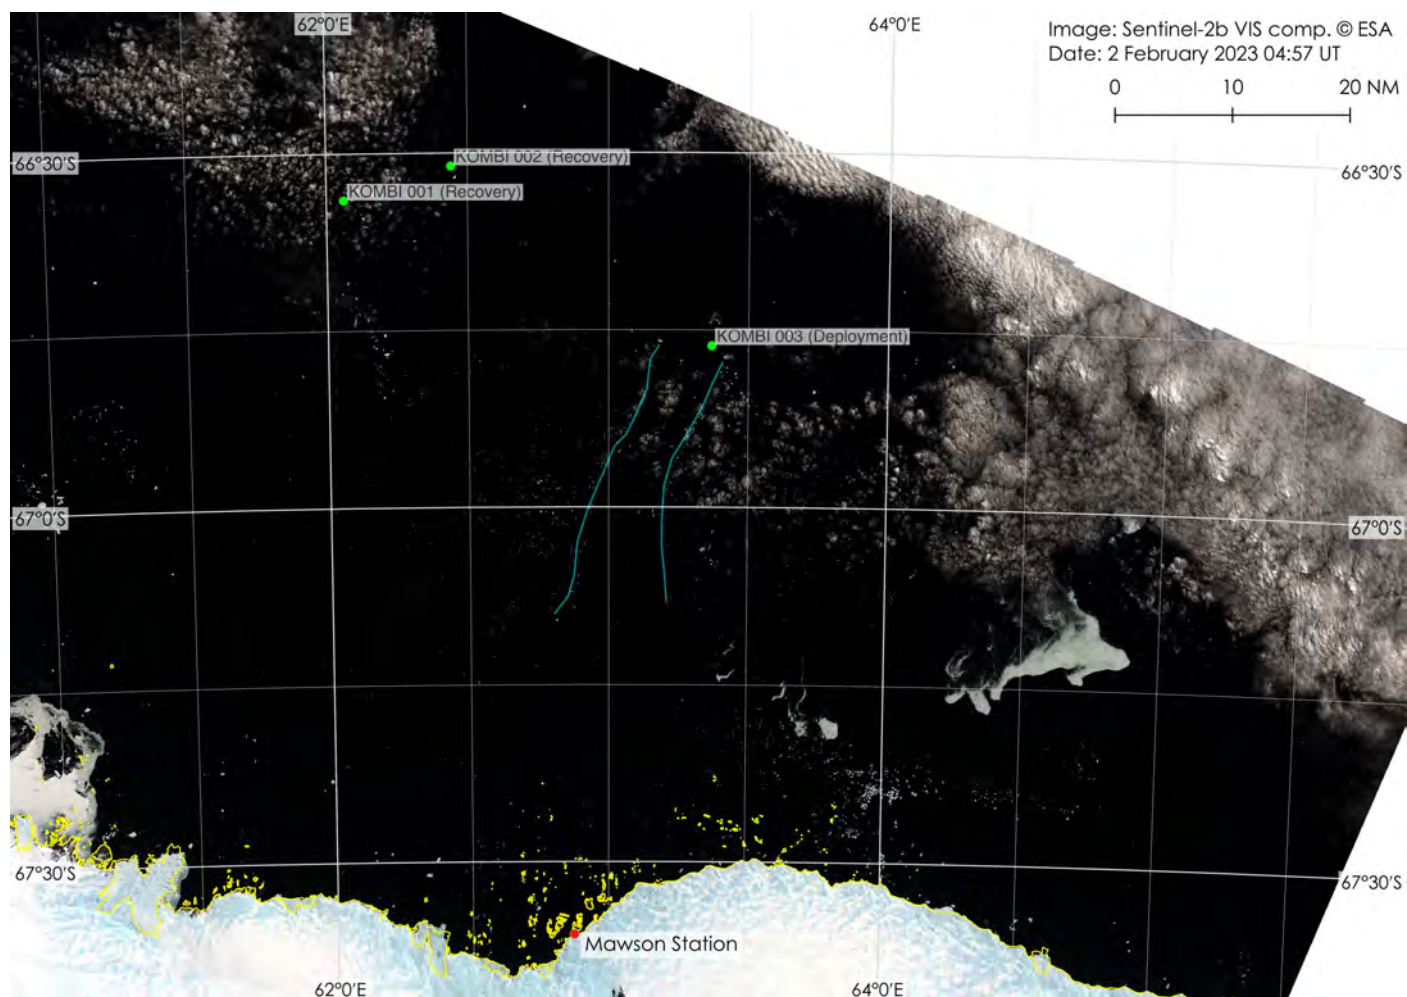 62°0'E
64°0'E
Image: Sentinel-2b VIS comp. © ESA
Date: 2 February 2023 04:57 UT
0 10 20 NM
66°30'S
KOMBI 002 (Recovery)
66°30'S
KOMBI 001 (Recovery)
KOMBI 003 (Deployment)
67°0'S
67°0'S
67°30'S
67°30'S
Mawson Station
62°0'E
64°0'E